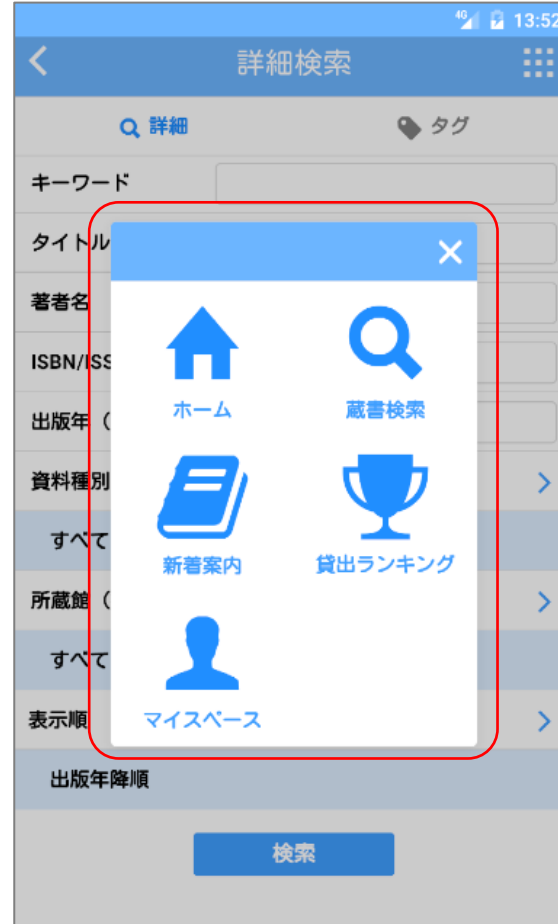 4G 13:52
詳細検索
詳細 タグ
キーワード
タイトル
著者名
ISBN/ISS
ホーム 蔵書検索
出版年（
資料種別
すべて
新着案内 貸出ランキング
所蔵館（
すべて
表示順
マイスペース
出版年降順
検索